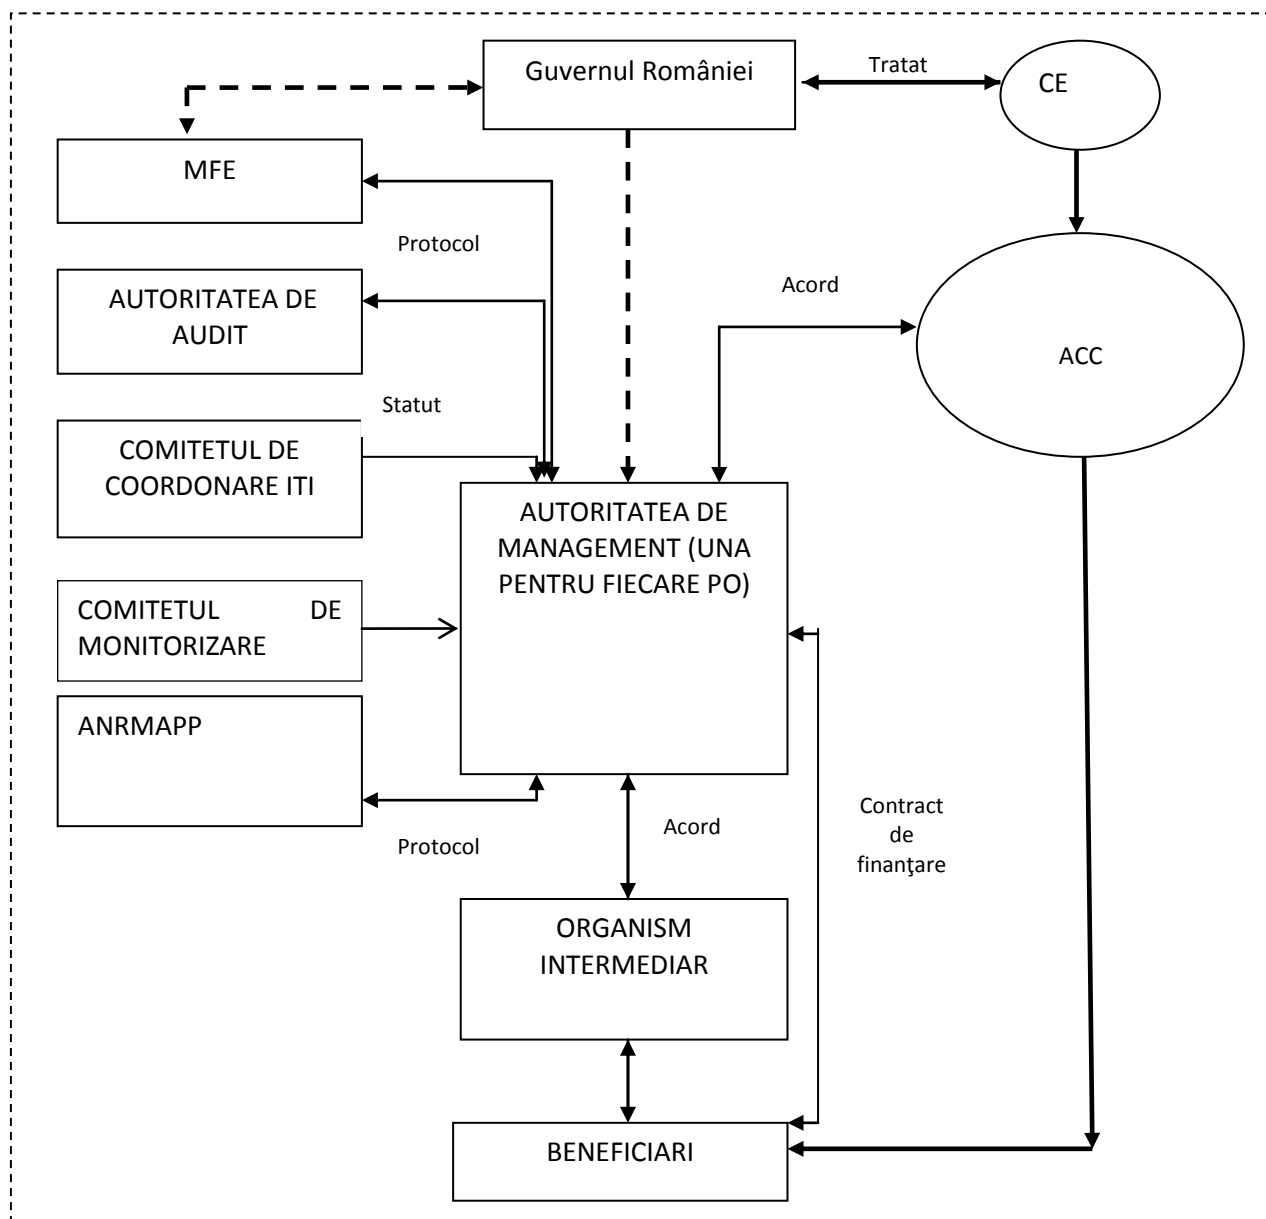 Guvernul României
Tratat
CE
MFE
Protocol
AUTORITATEA DE
AUDIT
Acord
ACC
Statut
COMITETUL DE
COORDONARE ITI
AUTORITATEA DE
MANAGEMENT (UNA
PENTRU FIECARE PO)
COMITETUL DE
MONITORIZARE
ANRMAPP
Protocol
Acord
Contract
de
finanţare
ORGANISM
INTERMEDIAR
BENEFICIARI